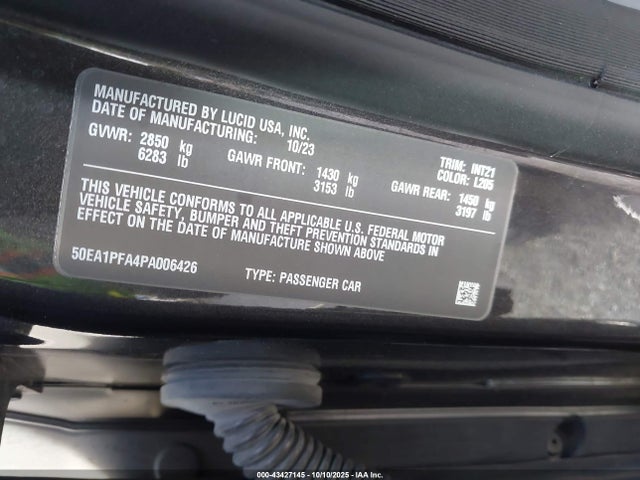 MANUFACTURED BY LUCID USA, INC.
DATE OF MANUFACTURING: 10/23
TRIM: INT21
COLOR: L205
GVWR: 2850 kg GAWR FRONT: 1430 kg GAWR REAR: 1450 kg
6283 lb 3153 lb 3197 lb
THIS VEHICLE CONFORMS TO ALL APPLICABLE U.S. FEDERAL MOTOR
VEHICLE SAFETY, BUMPER AND THEFT PREVENTION STANDARDS IN
EFFECT ON THE DATE OF MANUFACTURE SHOWN ABOVE
50EA1PFA4PA006426 TYPE: PASSENGER CAR
000-43427145 - 10/10/2025 - IAA Inc.